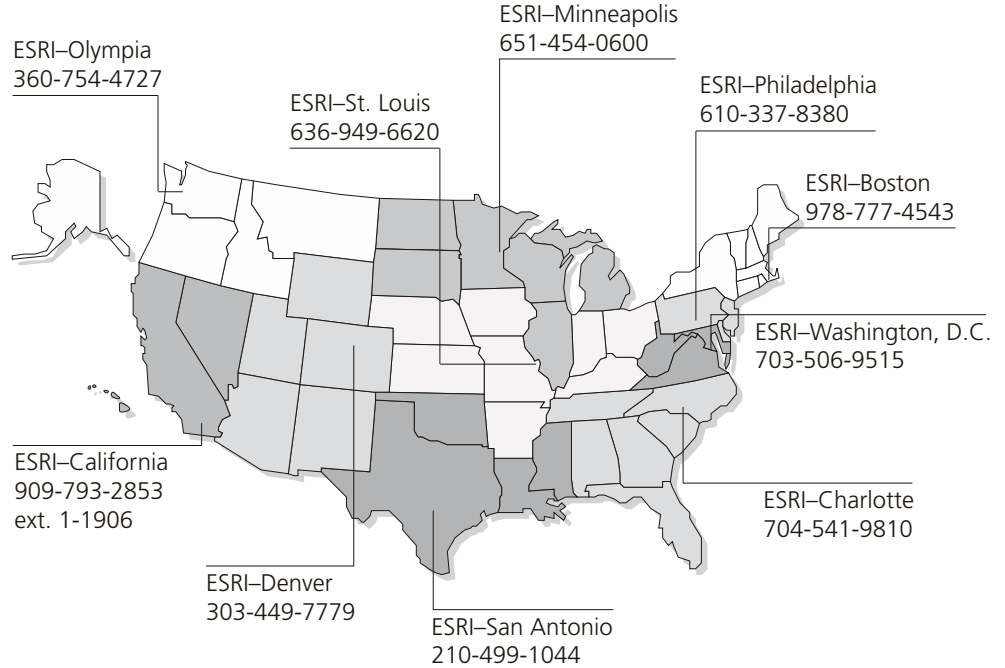 ESRI–Minneapolis
651-454-0600
ESRI–Olympia
360-754-4727
ESRI–St. Louis
636-949-6620
ESRI–Philadelphia
610-337-8380
ESRI–Boston
978-777-4543
ESRI–Washington, D.C.
703-506-9515
ESRI–California
909-793-2853
ext. 1-1906
ESRI–Charlotte
704-541-9810
ESRI–Denver
303-449-7779
ESRI–San Antonio
210-499-1044